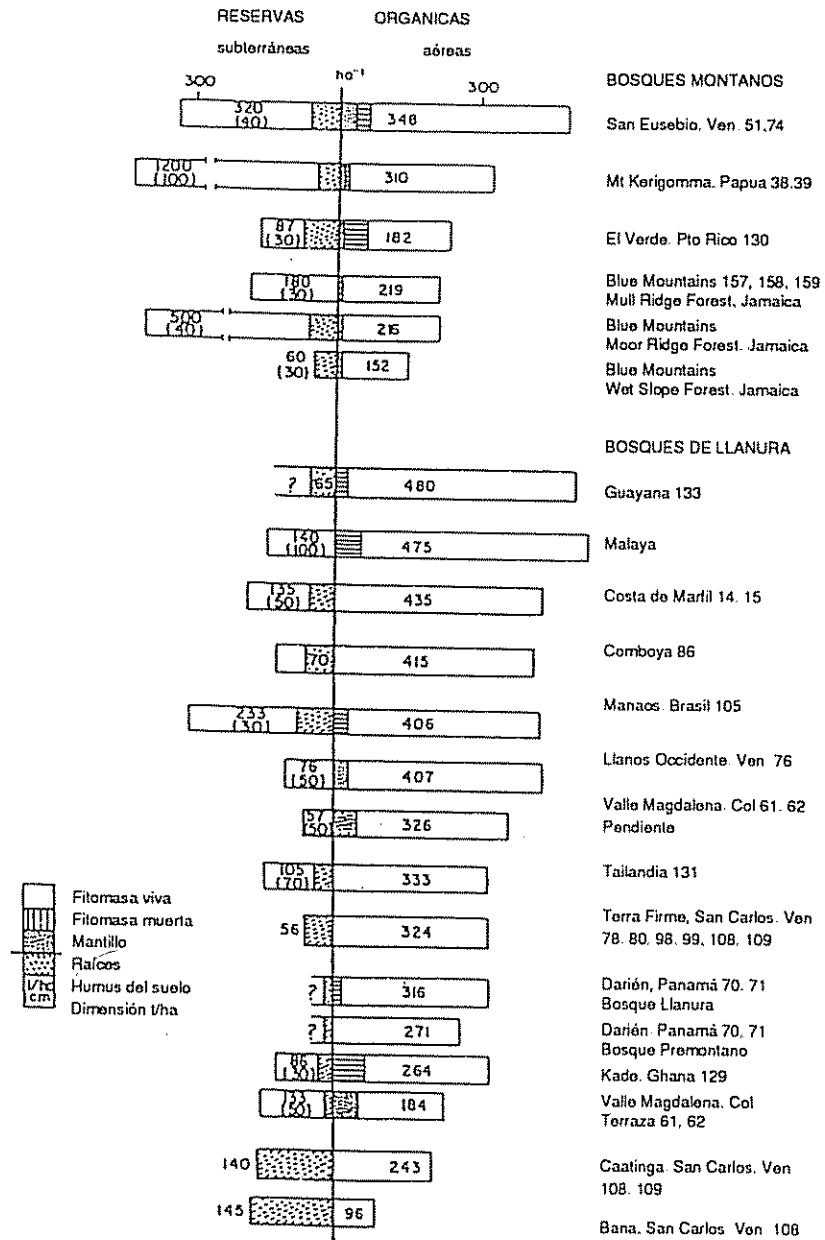 RESERVAS ORGANICAS
subterráneas aéreas
300 ha⁻¹ 300
BOSQUES MONTANOS
320
(40) 348 San Eusebio, Ven. 51,74
1200
(100) 310 Mt Kerigomma. Papua 38.39
87
(30) 182 El Verde. Pto Rico 130
180
(30) 219 Blue Mountains 157, 158, 159
Mull Ridge Forest, Jamaica
500
(40) 216 Blue Mountains
Moor Ridge Forest. Jamaica
60
(30) 152 Blue Mountains
Wet Slope Forest. Jamaica
BOSQUES DE LLANURA
? 65 480 Guayana 133
140
(100) 475 Malaya
135
(50) 435 Costa de Marfil 14. 15
70 415 Comboya 86
233
(30) 406 Manaos. Brasil 105
76
(50) 407 Llanos Occidente. Ven 76
57
(50) 326 Valle Magdalena. Col 61. 62
Pendiente
105
(70) 333 Tailandia 131
56 324 Terra Firme, San Carlos. Ven
78. 80, 98. 99, 108, 109
? 316 Darién, Panamá 70. 71
Bosque Llanura
? 271 Darién. Panamá 70, 71
Bosque Premontano
86
(30) 264 Kade. Ghana 129
133
(50) 184 Valle Magdalena. Col
Terraza 61, 62
140 243 Caatinga. San Carlos. Ven
108. 109
145 96 Bana. San Carlos Ven 108
Fitomasa viva
Fitomasa muerta
Mantillo
Raíces
t/ha
cm Humus del suelo
Dimensión t/ha